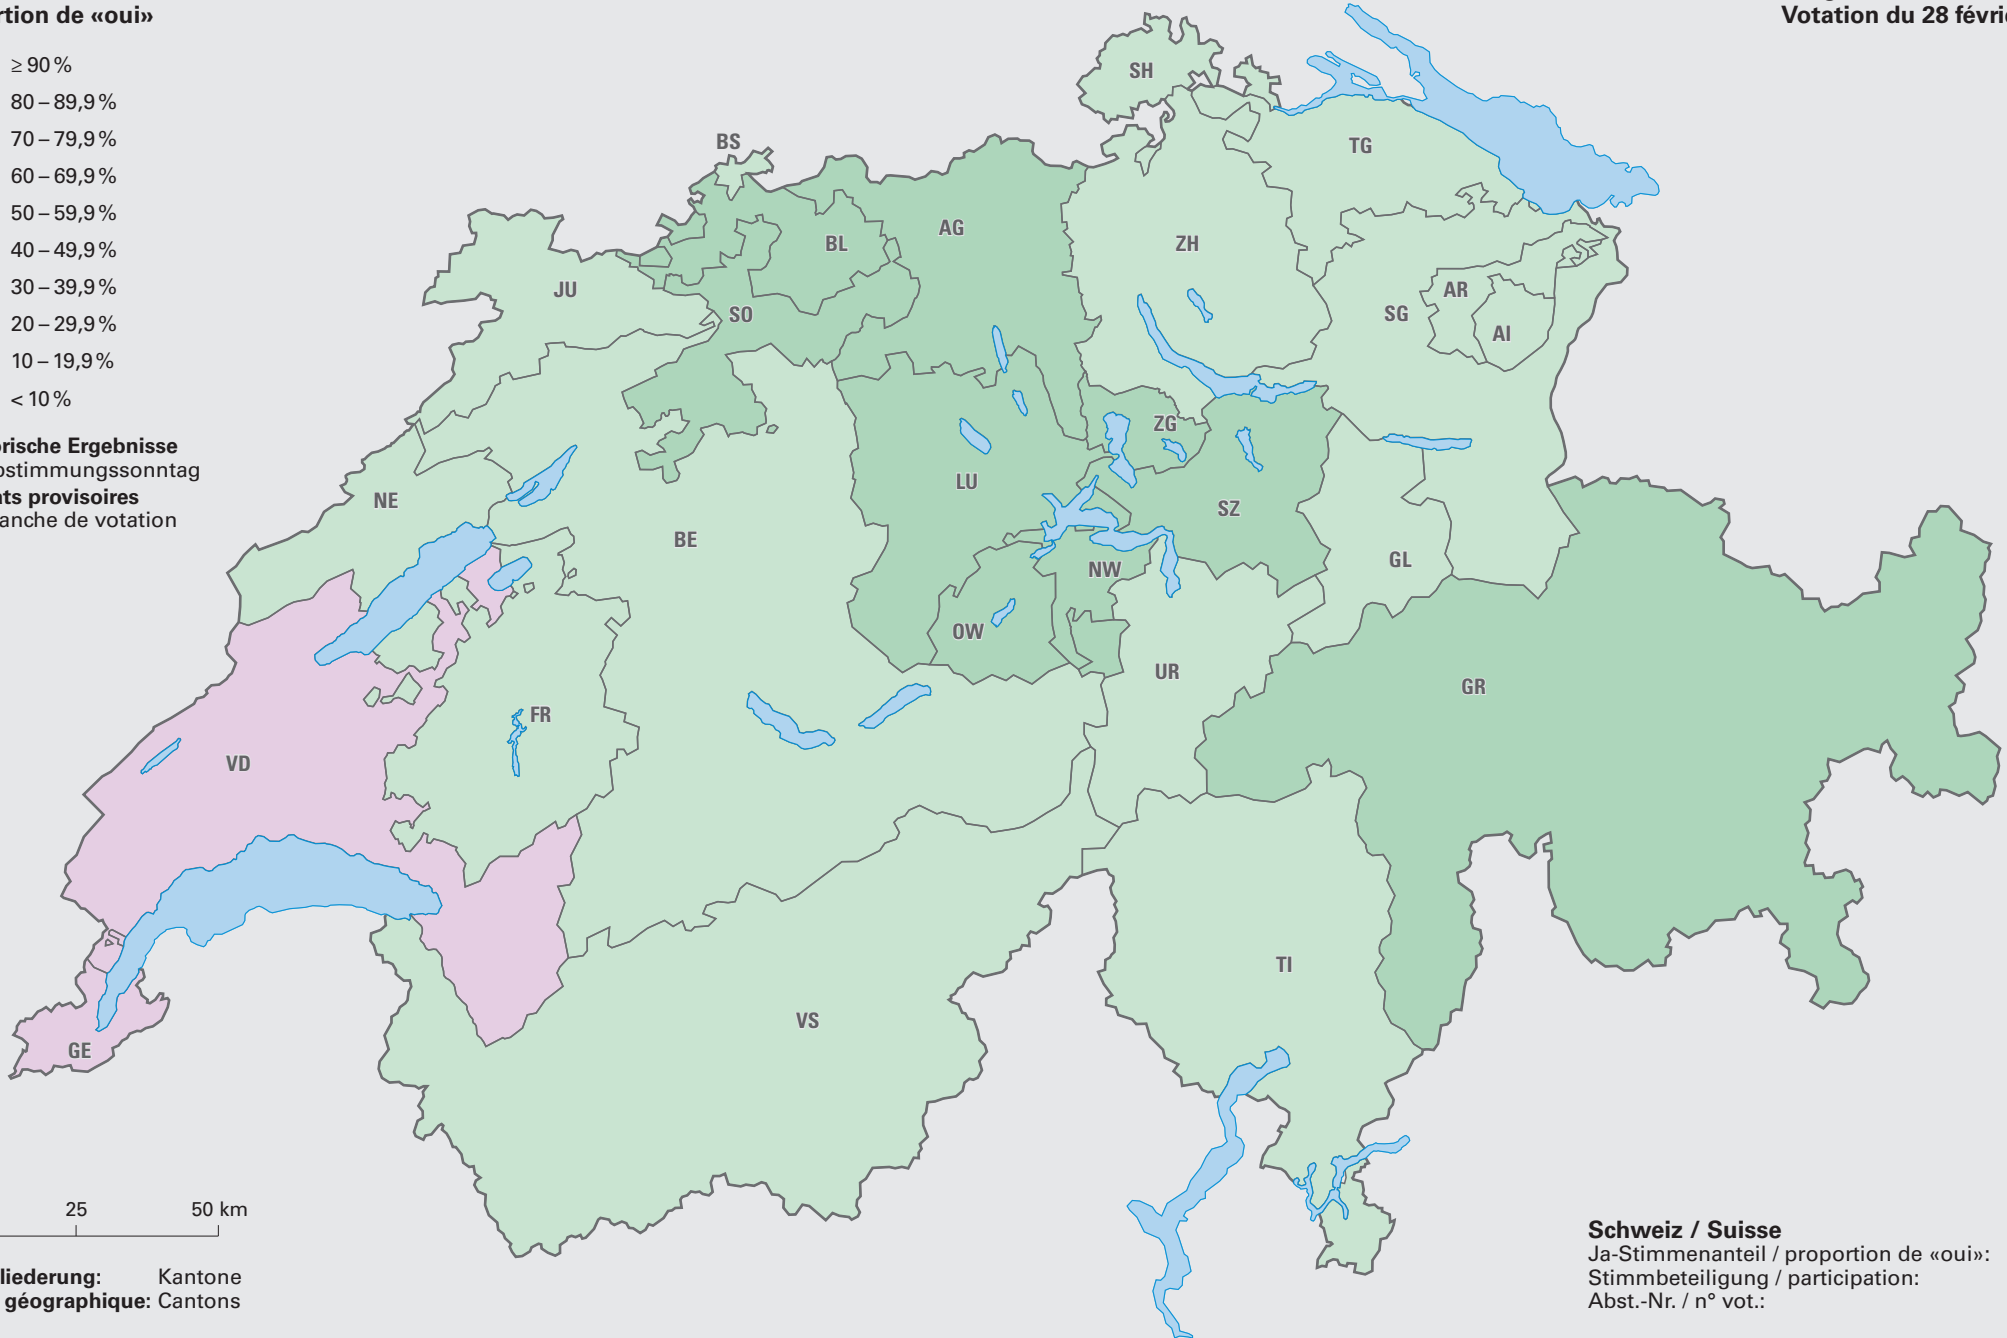 rtion de «oui»
Votation du 28 févri
≥ 90 %
80 – 89,9 %
70 – 79,9 %
60 – 69,9 %
50 – 59,9 %
40 – 49,9 %
30 – 39,9 %
20 – 29,9 %
10 – 19,9 %
< 10 %
rische Ergebnisse
ostimmungssonntag
ts provisoires
anche de votation
SH
BS
TG
BL
AG
ZH
JU
SO
SG
AR
AI
ZG
NE
LU
SZ
BE
NW
GL
OW
UR
GR
FR
VD
TI
VS
GE
25
50 km
liederung: Kantone
géographique: Cantons
Schweiz / Suisse
Ja-Stimmenanteil / proportion de «oui»:
Stimmbeteiligung / participation:
Abst.-Nr. / n° vot.: